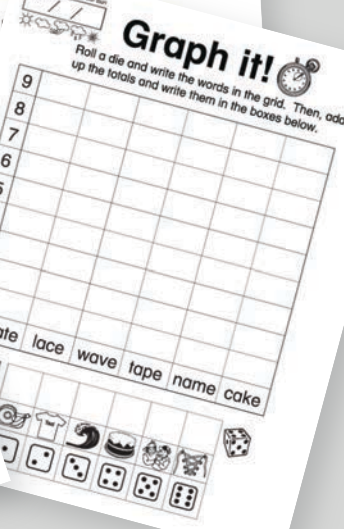 Graph it!
Roll a die and write the words in the grid. Then, add
up the totals and write them in the boxes below.
9
8
7
6
lace wave tape name cake